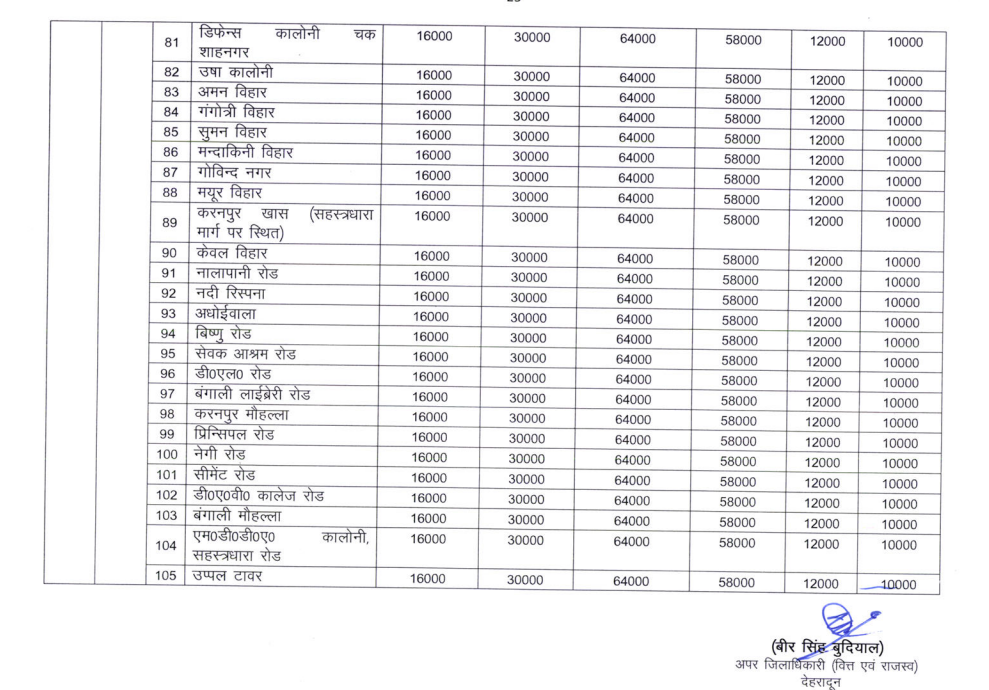 81 डिफेन्स कालोनी चक 16000 30000 64000 58000 12000 10000
शाहनगर
82 उषा कालोनी 16000 30000 64000 58000 12000 10000
83 अमन विहार 16000 30000 64000 58000 12000 10000
84 गंगोत्री विहार 16000 30000 64000 58000 12000 10000
85 सुमन विहार 16000 30000 64000 58000 12000 10000
86 मन्दाकिनी विहार 16000 30000 64000 58000 12000 10000
87 गोविन्द नगर 16000 30000 64000 58000 12000 10000
88 मयूर विहार 16000 30000 64000 58000 12000 10000
89 करनपुर खास (सहस्त्रधारा 16000 30000 64000 58000 12000 10000
मार्ग पर स्थित)
90 केवल विहार 16000 30000 64000 58000 12000 10000
91 नालापानी रोड 16000 30000 64000 58000 12000 10000
92 नदी रिस्पना 16000 30000 64000 58000 12000 10000
93 अधोईवाला 16000 30000 64000 58000 12000 10000
94 बिष्णु रोड 16000 30000 64000 58000 12000 10000
95 सेवक आश्रम रोड 16000 30000 64000 58000 12000 10000
96 डी0एल0 रोड 16000 30000 64000 58000 12000 10000
97 बंगाली लाईब्रेरी रोड 16000 30000 64000 58000 12000 10000
98 करनपुर मौहल्ला 16000 30000 64000 58000 12000 10000
99 प्रिन्सिपल रोड 16000 30000 64000 58000 12000 10000
100 नेगी रोड 16000 30000 64000 58000 12000 10000
101 सीमेंट रोड 16000 30000 64000 58000 12000 10000
102 डी0ए0वी0 कालेज रोड 16000 30000 64000 58000 12000 10000
103 बंगाली मौहल्ला 16000 30000 64000 58000 12000 10000
104 एम0डी0डी0ए0 कालोनी, 16000 30000 64000 58000 12000 10000
सहस्त्रधारा रोड
105 उप्पल टावर 16000 30000 64000 58000 12000 10000
(बीर सिंह बुदियाल)
अपर जिलाधिकारी (वित्त एवं राजस्व)
देहरादून